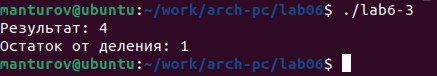 manturov@ubuntu:~/work/arch-pc/lab06$ ./lab6-3
Результат: 4
Остаток от деления: 1
manturov@ubuntu:~/work/arch-pc/lab06$